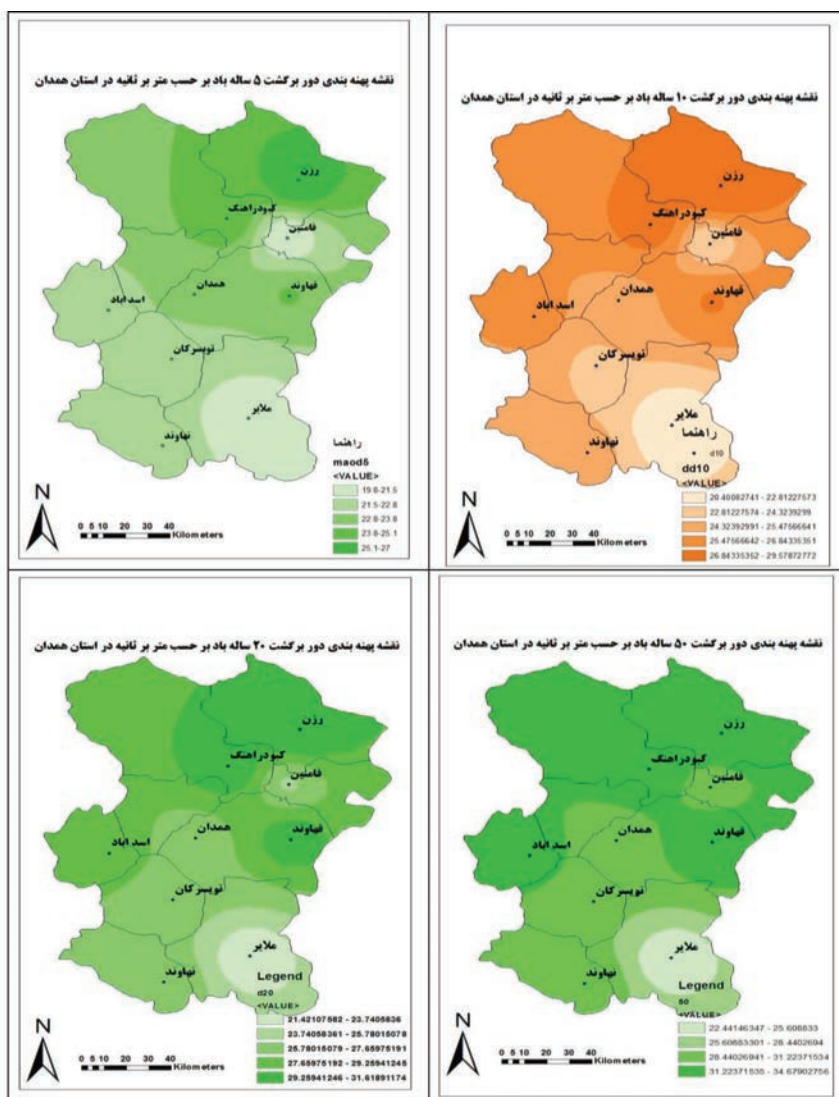 نقشه پهنه بندی دور برگشت 5 ساله باد بر حسب متر بر ثانیه در استان همدان
رزن
کبودراهنگ
فامنین
همدان
قهاوند
اسد اباد
تویسرکان
ملایر
نهاوند
راهنما
maod5
<VALUE>
19.8-21.5
21.5-22.8
22.8-23.8
23.8-25.1
25.1-27
N
0 5 10 20 30 40
Kilometers
نقشه پهنه بندی دور برگشت ۱۰ ساله باد بر حسب متر بر ثانیه در استان همدان
رزن
کبودراهنگ
فامنین
همدان
قهاوند
اسد اباد
تویسرکان
ملایر
راهنما
نهاوند
d10
dd10
<VALUE>
20.40082741 - 22.81227573
22.81227574 - 24.3239299
24.32392991 - 25.47566641
25.47566642 - 26.84335351
26.84335352 - 29.57872772
N
0 5 10 20 30 40
Kilometers
نقشه پهنه بندی دور برگشت ۲۰ ساله باد بر حسب متر بر ثانیه در استان همدان
رزن
کبودراهنگ
فامنین
همدان
قهاوند
اسد اباد
تویسرکان
ملایر
نهاوند
Legend
d20
<VALUE>
21.42107582 - 23.7405836
23.74058361 - 25.78015078
25.78015079 - 27.65975191
27.65975192 - 29.25941245
29.25941246 - 31.61891174
N
0 5 10 20 30 40
Kilometers
نقشه پهنه بندی دور برگشت ۵۰ ساله باد بر حسب متر بر ثانیه در استان همدان
رزن
کبودراهنگ
فامنین
همدان
قهاوند
اسد اباد
تویسرکان
ملایر
نهاوند
Legend
50
<VALUE>
22.44146347 - 25.608833
25.60883301 - 28.4402694
28.44026941 - 31.22371534
31.22371535 - 34.67902756
N
0 5 10 20 30 40
Kilometers